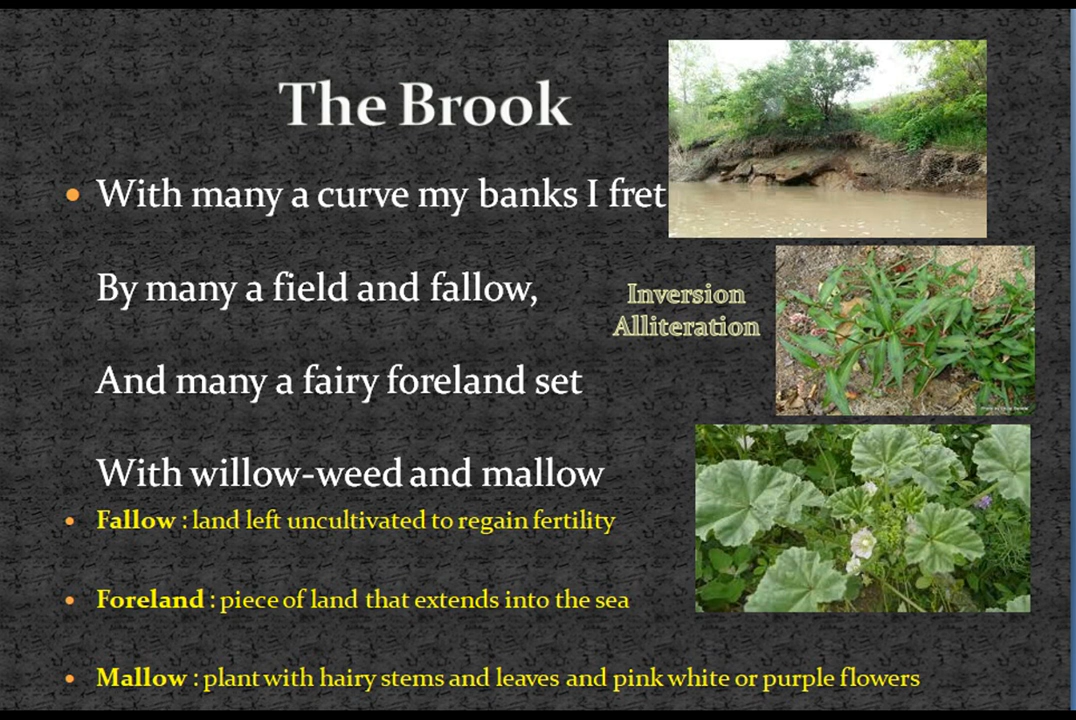 The Brook
With many a curve my banks I fret
By many a field and fallow,
Inversion
Alliteration
And many a fairy foreland set
With willow-weed and mallow
Fallow : land left uncultivated to regain fertility
Foreland : piece of land that extends into the sea
Mallow : plant with hairy stems and leaves and pink white or purple flowers